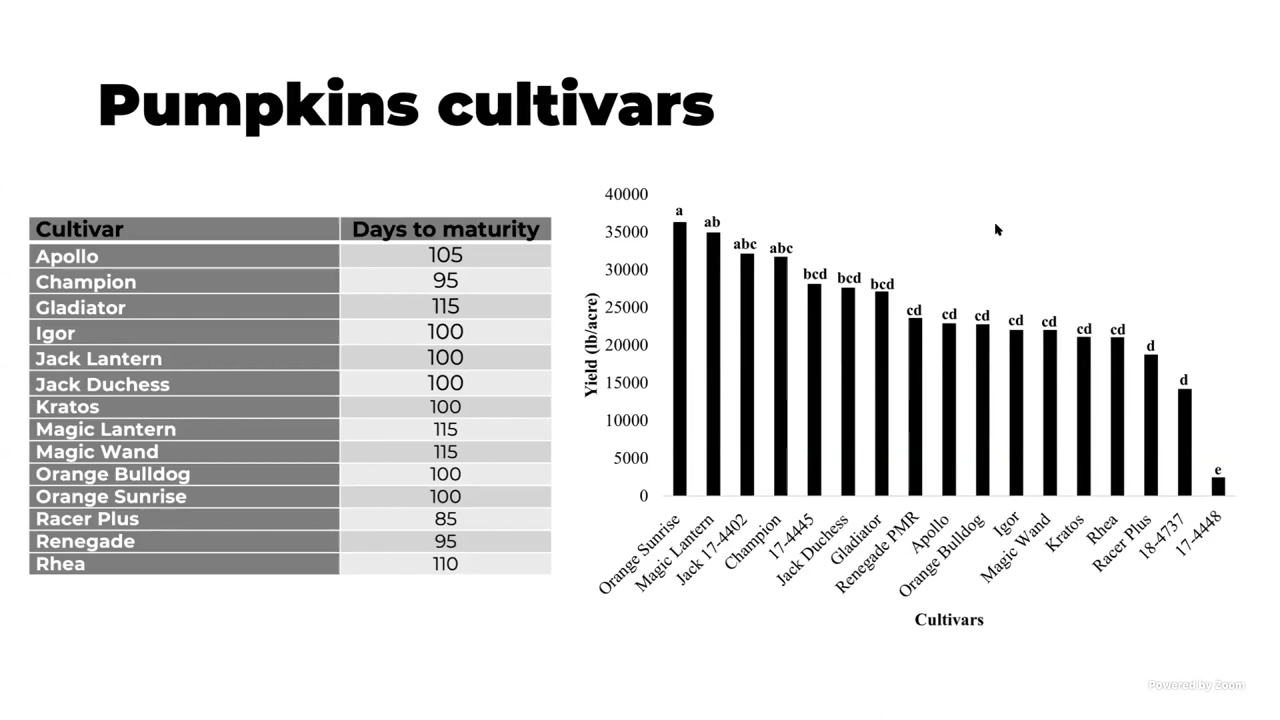 Pumpkins cultivars
Cultivar Days to maturity
Apollo 105
Champion 95
Gladiator 115
Igor 100
Jack Lantern 100
Jack Duchess 100
Kratos 100
Magic Lantern 115
Magic Wand 115
Orange Bulldog 100
Orange Sunrise 100
Racer Plus 85
Renegade 95
Rhea 110
Yield (lb/acre)
40000
35000
30000
25000
20000
15000
10000
5000
0
a ab abc abc bcd bcd bcd cd cd cd cd cd cd cd d d e
Orange Sunrise
Magic Lantern
Jack 17-4402
Champion
17-4445
Jack Duchess
Gladiator
Renegade PMR
Apollo
Orange Bulldog
Igor
Magic Wand
Kratos
Rhea
Racer Plus
18-4737
17-4448
Cultivars
Powered by Zoom